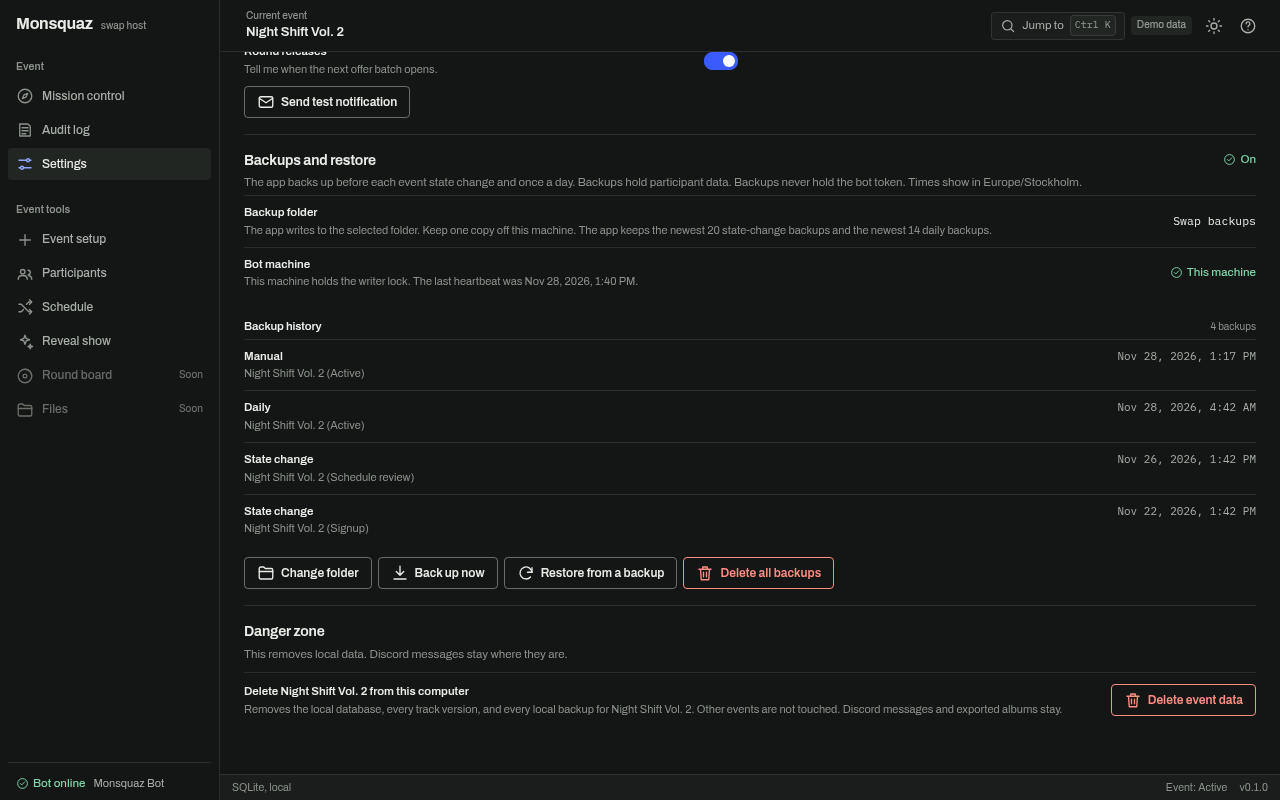 Monsquaz swap host
Event
Mission control
Audit log
Settings
Event tools
Event setup
Participants
Schedule
Reveal show
Round board Soon
Files Soon
Bot online Monsquaz Bot
Current event
Night Shift Vol. 2
Jump to Ctrl K
Demo data
Round releases
Tell me when the next offer batch opens.
Send test notification
Backups and restore
On
The app backs up before each event state change and once a day. Backups hold participant data. Backups never hold the bot token. Times show in Europe/Stockholm.
Backup folder
The app writes to the selected folder. Keep one copy off this machine. The app keeps the newest 20 state-change backups and the newest 14 daily backups.
Swap backups
Bot machine
This machine holds the writer lock. The last heartbeat was Nov 28, 2026, 1:40 PM.
This machine
Backup history
4 backups
Manual
Nov 28, 2026, 1:17 PM
Night Shift Vol. 2 (Active)
Daily
Nov 28, 2026, 4:42 AM
Night Shift Vol. 2 (Active)
State change
Nov 26, 2026, 1:42 PM
Night Shift Vol. 2 (Schedule review)
State change
Nov 22, 2026, 1:42 PM
Night Shift Vol. 2 (Signup)
Change folder
Back up now
Restore from a backup
Delete all backups
Danger zone
This removes local data. Discord messages stay where they are.
Delete Night Shift Vol. 2 from this computer
Removes the local database, every track version, and every local backup for Night Shift Vol. 2. Other events are not touched. Discord messages and exported albums stay.
Delete event data
SQLite, local
Event: Active v0.1.0